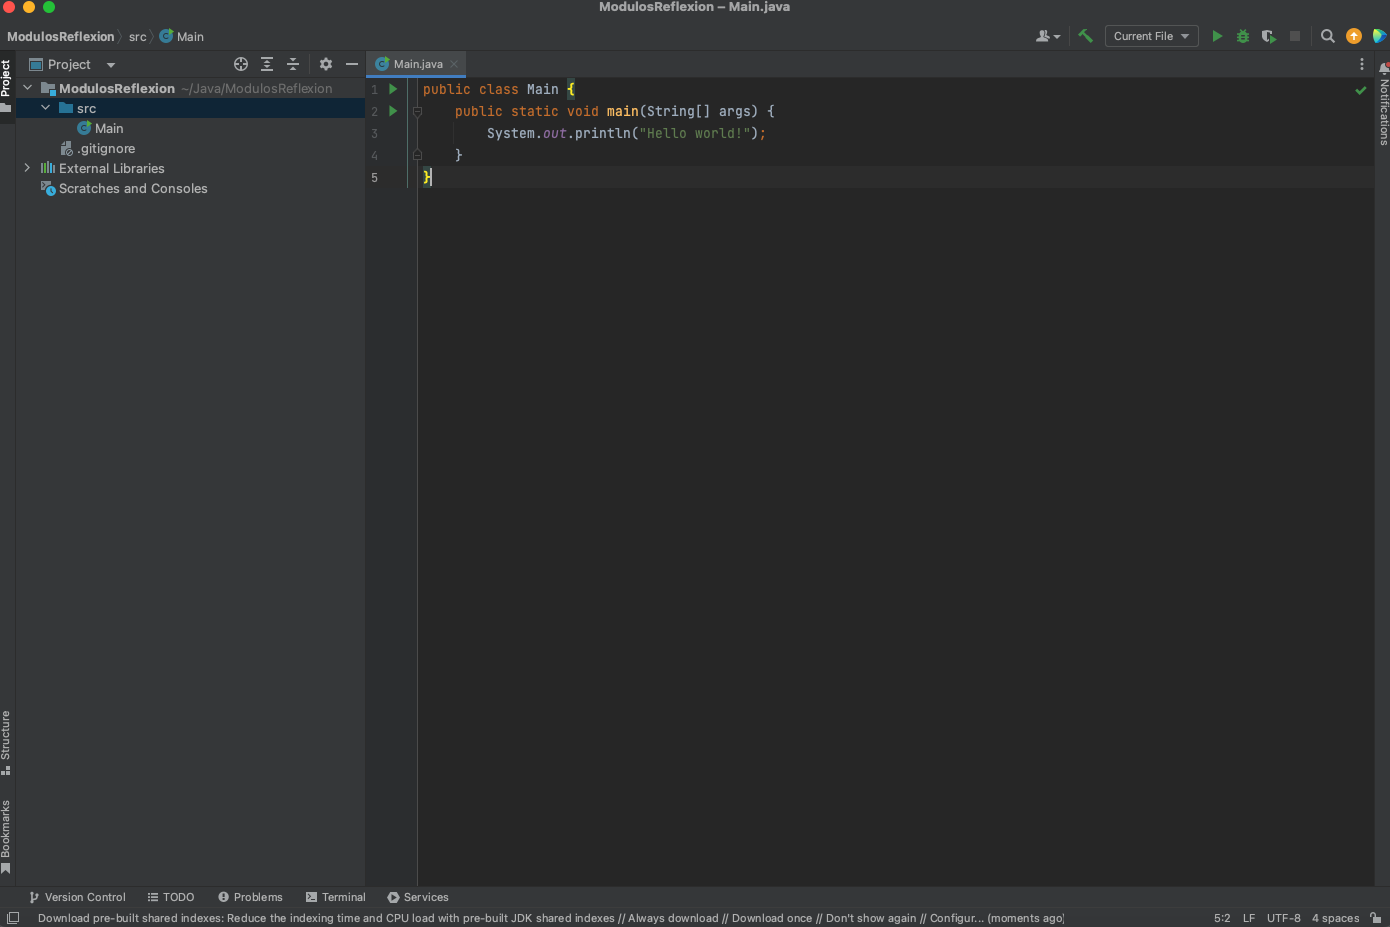 ModulosReflexion – Main.java
ModulosReflexion
src
Main
Current File
Project
Project
ModulosReflexion ~/Java/ModulosReflexion
src
Main
.gitignore
External Libraries
Scratches and Consoles
Structure
Bookmarks
Main.java
1 public class Main {
2 public static void main(String[] args) {
3 System.out.println("Hello world!");
4 }
5 }
Notifications
Version Control
TODO
Problems
Terminal
Services
Download pre-built shared indexes: Reduce the indexing time and CPU load with pre-built JDK shared indexes // Always download // Download once // Don't show again // Configur... (moments ago)
5:2 LF UTF-8 4 spaces